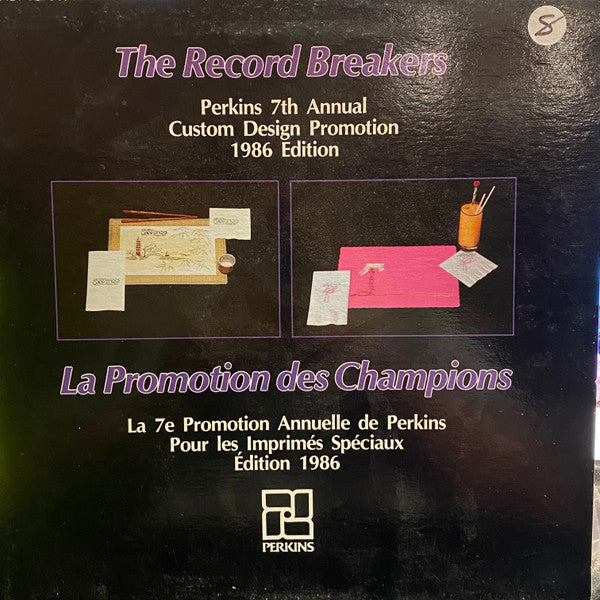 8
The Record Breakers
Perkins 7th Annual
Custom Design Promotion
1986 Edition
La Promotion des Champions
La 7e Promotion Annuelle de Perkins
Pour les Imprimés Spéciaux
Édition 1986
PERKINS